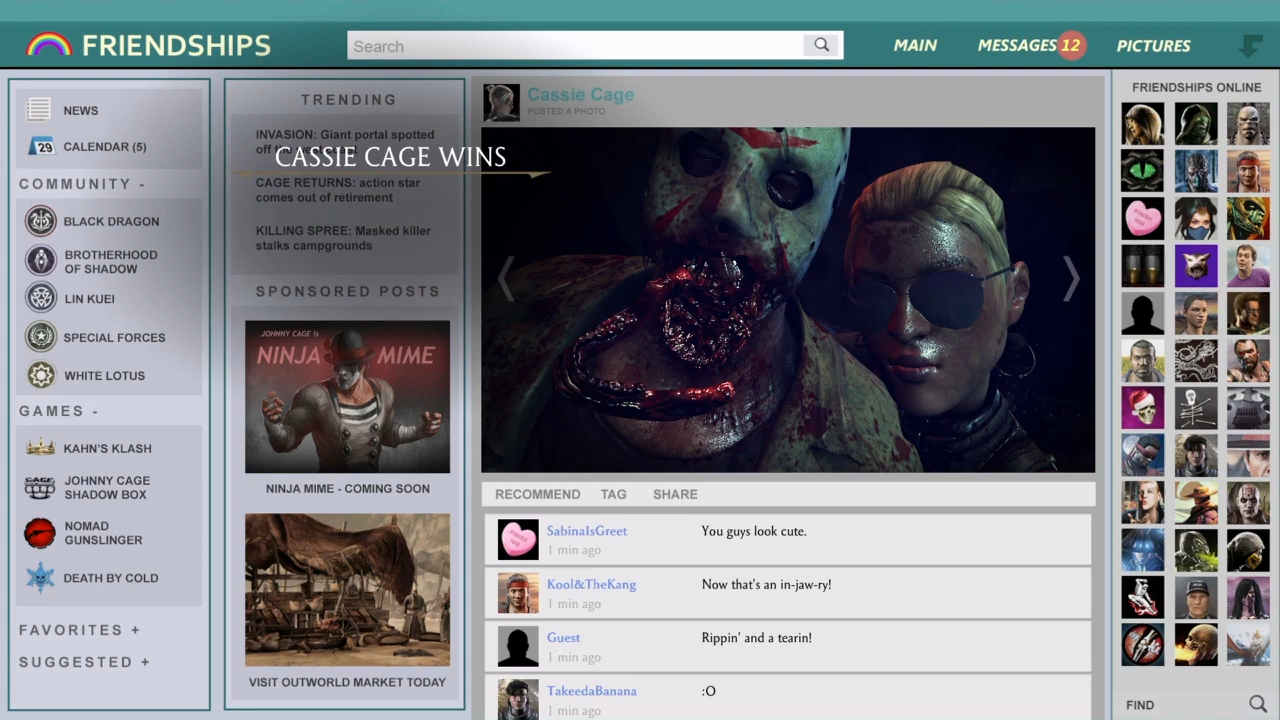 FRIENDSHIPS
Search
MAIN
MESSAGES 12
PICTURES
NEWS
29 CALENDAR (5)
COMMUNITY -
BLACK DRAGON
BROTHERHOOD
OF SHADOW
LIN KUEI
SPECIAL FORCES
WHITE LOTUS
GAMES -
KAHN'S KLASH
CAGE
JOHNNY CAGE
SHADOW BOX
NOMAD
GUNSLINGER
DEATH BY COLD
FAVORITES +
SUGGESTED +
TRENDING
INVASION: Giant portal spotted
CASSIE CAGE WINS
CAGE RETURNS: action star
comes out of retirement
KILLING SPREE: Masked killer
stalks campgrounds
SPONSORED POSTS
JOHNNY CAGE is
NINJA MIME
NINJA MIME - COMING SOON
VISIT OUTWORLD MARKET TODAY
Cassie Cage
POSTED A PHOTO
RECOMMEND
TAG
SHARE
FINISH
HIM
SabinaIsGreet
You guys look cute.
1 min ago
Kool&TheKang
Now that's an in-jaw-ry!
1 min ago
Guest
Rippin' and a tearin!
1 min ago
TakeedaBanana
:O
1 min ago
FRIENDSHIPS ONLINE
FINISH
HIM
FIND